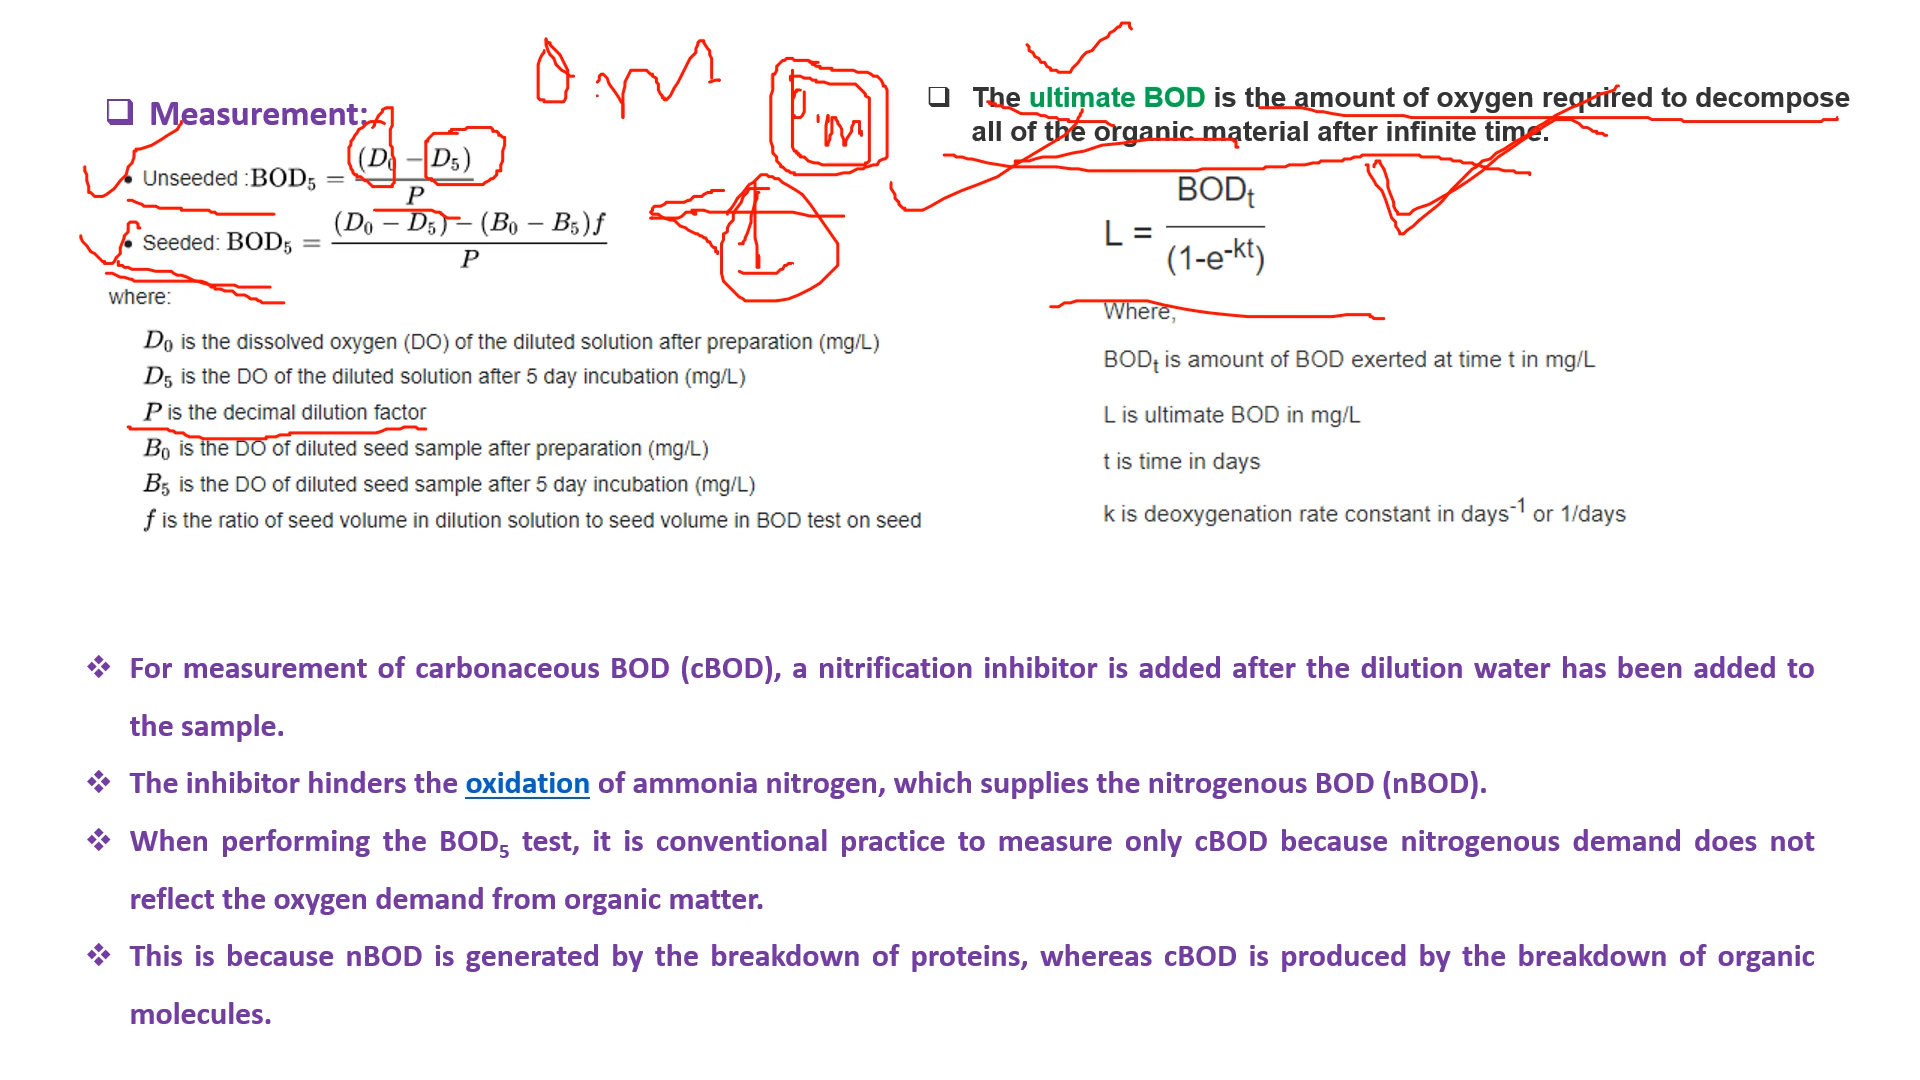 ❑ Measurement:
• Unseeded :BOD₅ = (D₀ − D₅) / P
• Seeded: BOD₅ = ((D₀ − D₅) − (B₀ − B₅)f) / P
where:
D₀ is the dissolved oxygen (DO) of the diluted solution after preparation (mg/L)
D₅ is the DO of the diluted solution after 5 day incubation (mg/L)
P is the decimal dilution factor
B₀ is the DO of diluted seed sample after preparation (mg/L)
B₅ is the DO of diluted seed sample after 5 day incubation (mg/L)
f is the ratio of seed volume in dilution solution to seed volume in BOD test on seed
❑ The ultimate BOD is the amount of oxygen required to decompose
all of the organic material after infinite time.
L = BODₜ / (1-e^-kt)
Where,
BODₜ is amount of BOD exerted at time t in mg/L
L is ultimate BOD in mg/L
t is time in days
k is deoxygenation rate constant in days⁻¹ or 1/days
❖ For measurement of carbonaceous BOD (cBOD), a nitrification inhibitor is added after the dilution water has been added to
the sample.
❖ The inhibitor hinders the oxidation of ammonia nitrogen, which supplies the nitrogenous BOD (nBOD).
❖ When performing the BOD₅ test, it is conventional practice to measure only cBOD because nitrogenous demand does not
reflect the oxygen demand from organic matter.
❖ This is because nBOD is generated by the breakdown of proteins, whereas cBOD is produced by the breakdown of organic
molecules.